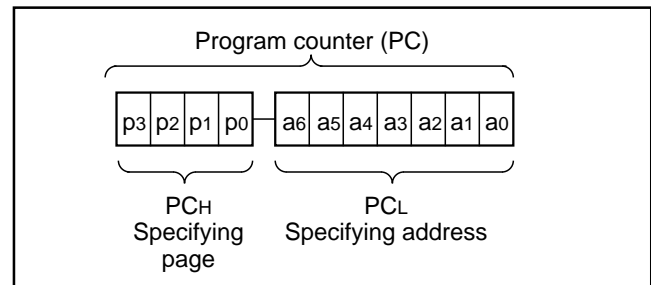 Program counter (PC)
p3 p2 p1 p0 a6 a5 a4 a3 a2 a1 a0
PCH PCL
Specifying page Specifying address